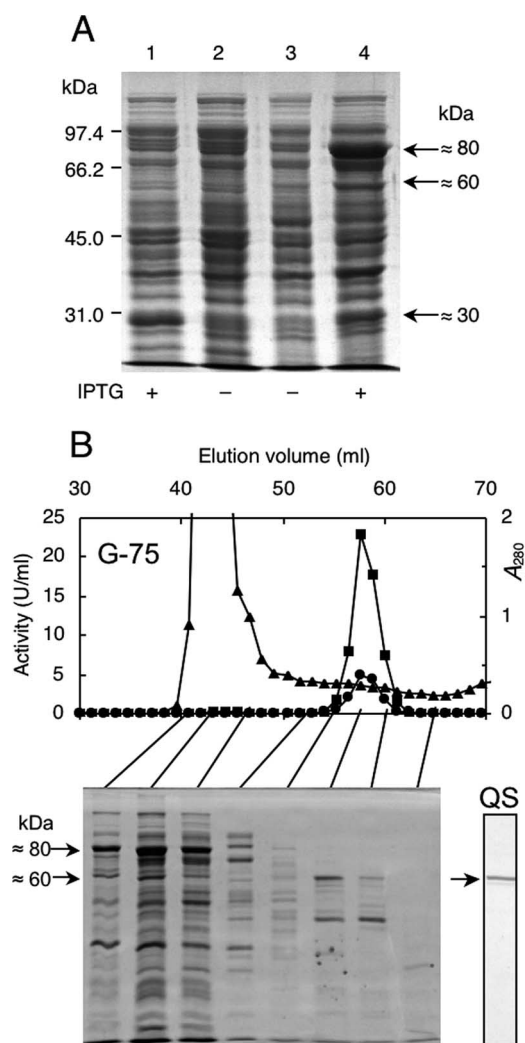 A
1 2 3 4
kDa
kDa
97.4
≈ 80
66.2
≈ 60
45.0
31.0
≈ 30
IPTG + – – +
B
Elution volume (ml)
30 40 50 60 70
25 2
G-75
20
15
1
10
5
0 0
Activity (U/ml)
A280
QS
kDa
≈ 80
≈ 60